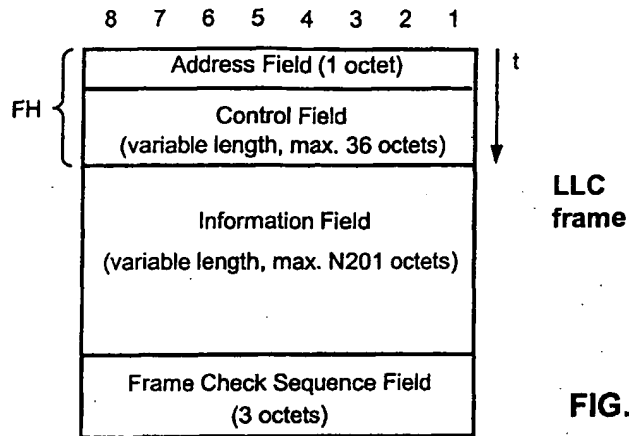 8 7 6 5 4 3 2 1
Address Field (1 octet)
t
FH
Control Field
(variable length, max. 36 octets)
LLC
frame
Information Field
(variable length, max. N201 octets)
Frame Check Sequence Field
(3 octets)
FIG.